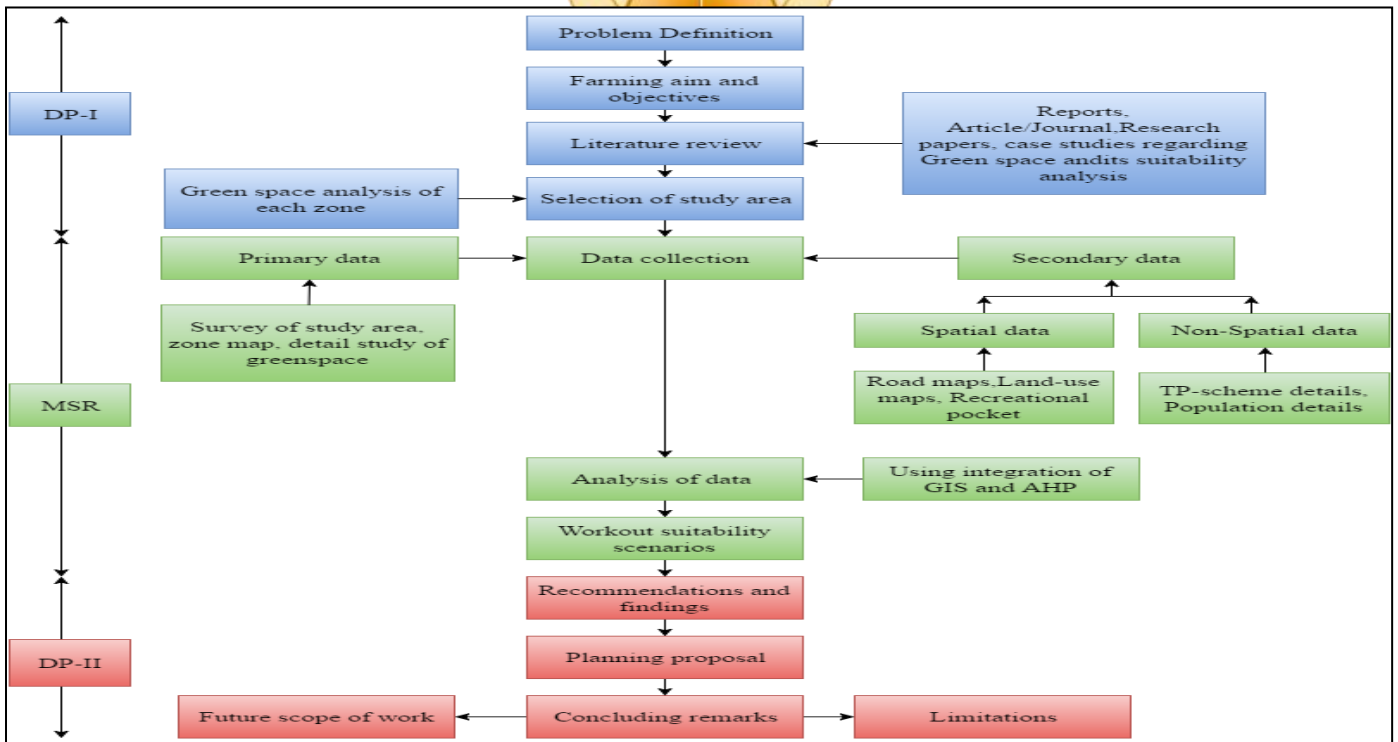 Problem Definition
Farming aim and
objectives
DP-I
Reports,
Article/Journal,Research
papers, case studies regarding
Green space andits suitability
analysis
Literature review
Green space analysis of
each zone
Selection of study area
Primary data
Data collection
Secondary data
Survey of study area,
zone map, detail study of
greenspace
Spatial data
Non-Spatial data
MSR
Road maps,Land-use
maps, Recreational
pocket
TP-scheme details,
Population details
Analysis of data
Using integration of
GIS and AHP
Workout suitability
scenarios
Recommendations and
findings
DP-II
Planning proposal
Future scope of work
Concluding remarks
Limitations